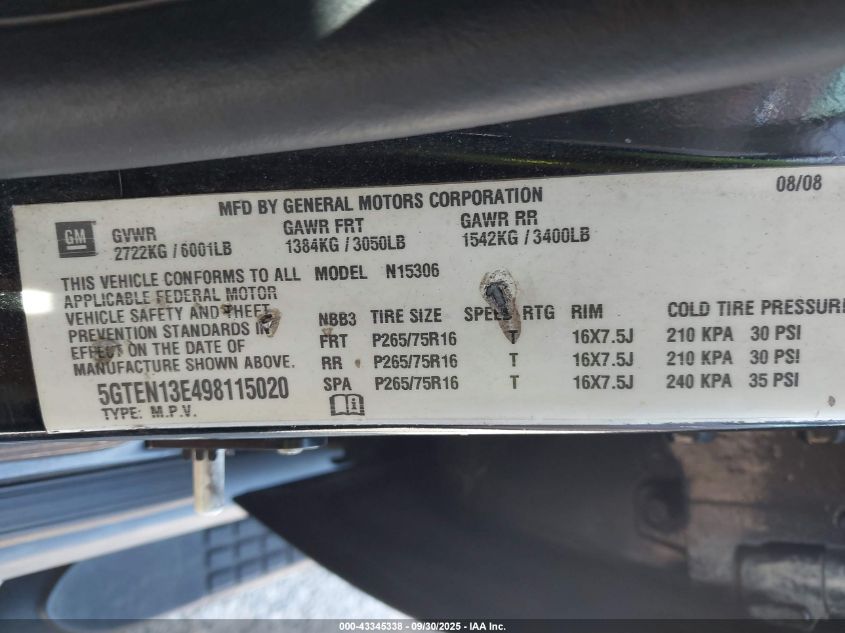 08/08
MFD BY GENERAL MOTORS CORPORATION
GM
GVWR GAWR FRT GAWR RR
2722KG / 6001LB 1384KG / 3050LB 1542KG / 3400LB
THIS VEHICLE CONFORMS TO ALL
APPLICABLE FEDERAL MOTOR
VEHICLE SAFETY AND THEFT
PREVENTION STANDARDS IN
EFFECT ON THE DATE OF
MANUFACTURE SHOWN ABOVE.
5GTEN13E498115020
TYPE: M.P.V.
MODEL N15306
NBB3 TIRE SIZE SPEED RTG RIM COLD TIRE PRESSURE
FRT P265/75R16 T 16X7.5J 210 KPA 30 PSI
RR P265/75R16 T 16X7.5J 210 KPA 30 PSI
SPA P265/75R16 T 16X7.5J 240 KPA 35 PSI
000-43345338 - 09/30/2025 - IAA Inc.